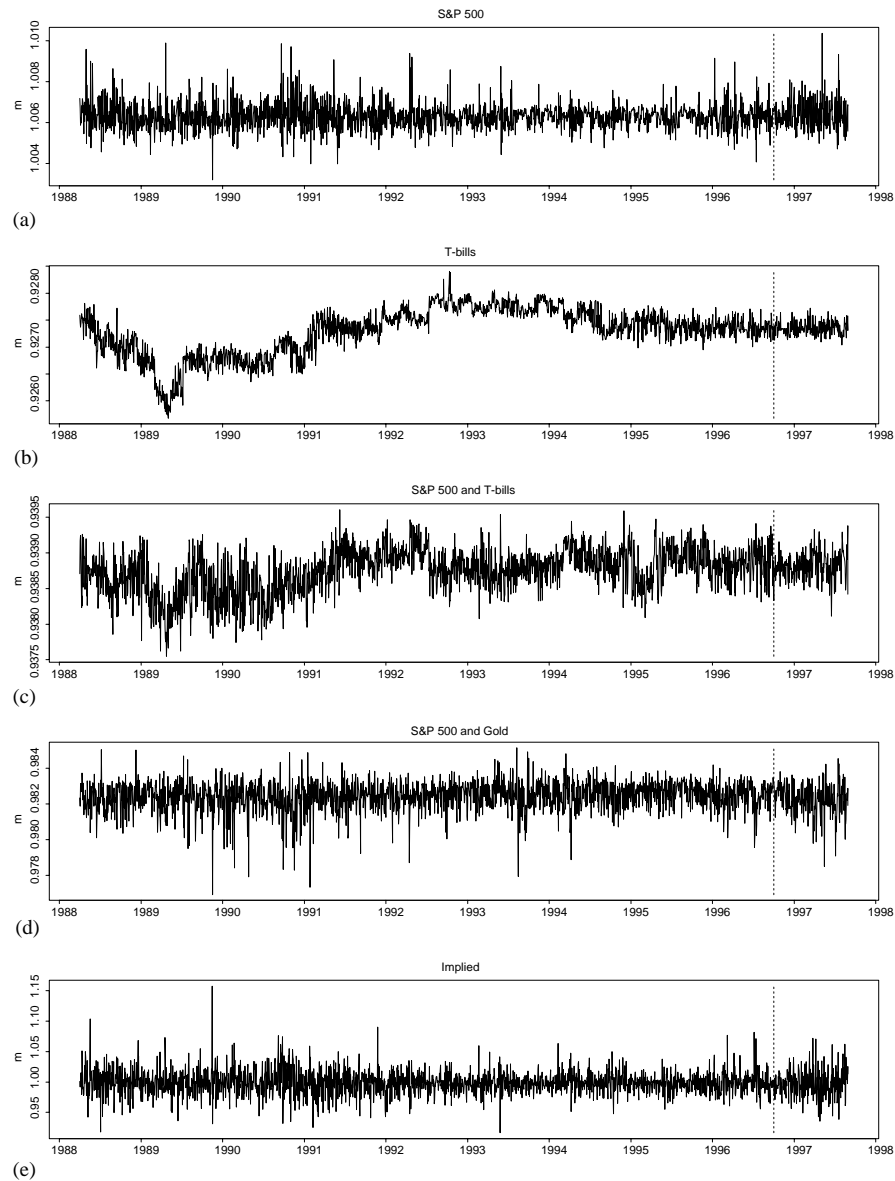 S&P 500
m
1.004 1.006 1.008 1.010
1988 1989 1990 1991 1992 1993 1994 1995 1996 1997 1998
(a)
T-bills
m
0.9260 0.9270 0.9280
1988 1989 1990 1991 1992 1993 1994 1995 1996 1997 1998
(b)
S&P 500 and T-bills
m
0.9375 0.9380 0.9385 0.9390 0.9395
1988 1989 1990 1991 1992 1993 1994 1995 1996 1997 1998
(c)
S&P 500 and Gold
m
0.978 0.980 0.982 0.984
1988 1989 1990 1991 1992 1993 1994 1995 1996 1997 1998
(d)
Implied
m
0.95 1.00 1.05 1.10 1.15
1988 1989 1990 1991 1992 1993 1994 1995 1996 1997 1998
(e)